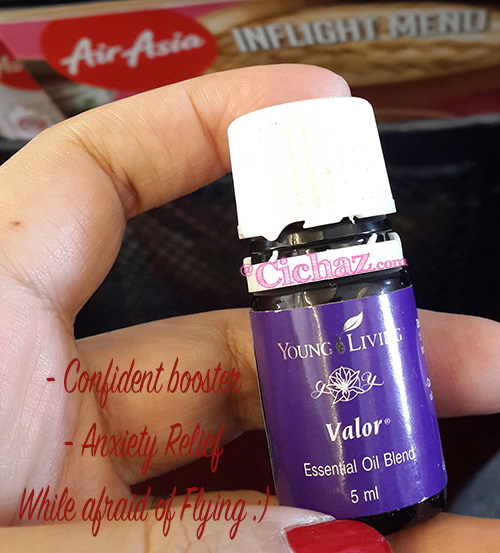 AirAsia INFLIGHT MENU
@Cichaz.com
YOUNG LIVING
Valor®
Essential Oil Blend
5 ml
- Confident booster
- Anxiety Relief
While afraid of Flying :)